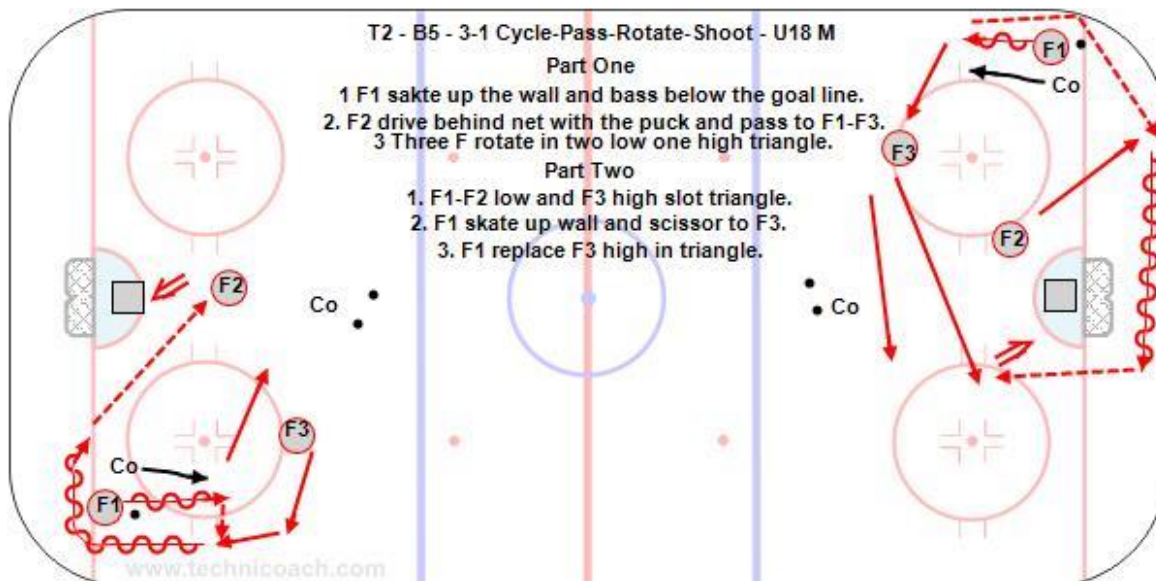 T2 - B5 - 3-1 Cycle-Pass-Rotate-Shoot - U18 M
Part One
1 F1 sakte up the wall and bass below the goal line.
2. F2 drive behind net with the puck and pass to F1-F3.
3 Three F rotate in two low one high triangle.
Part Two
1. F1-F2 low and F3 high slot triangle.
2. F1 skate up wall and scissor to F3.
3. F1 replace F3 high in triangle.
F1
Co
F3
F2
F2
Co
Co
F3
Co
F1
www.technicoach.com